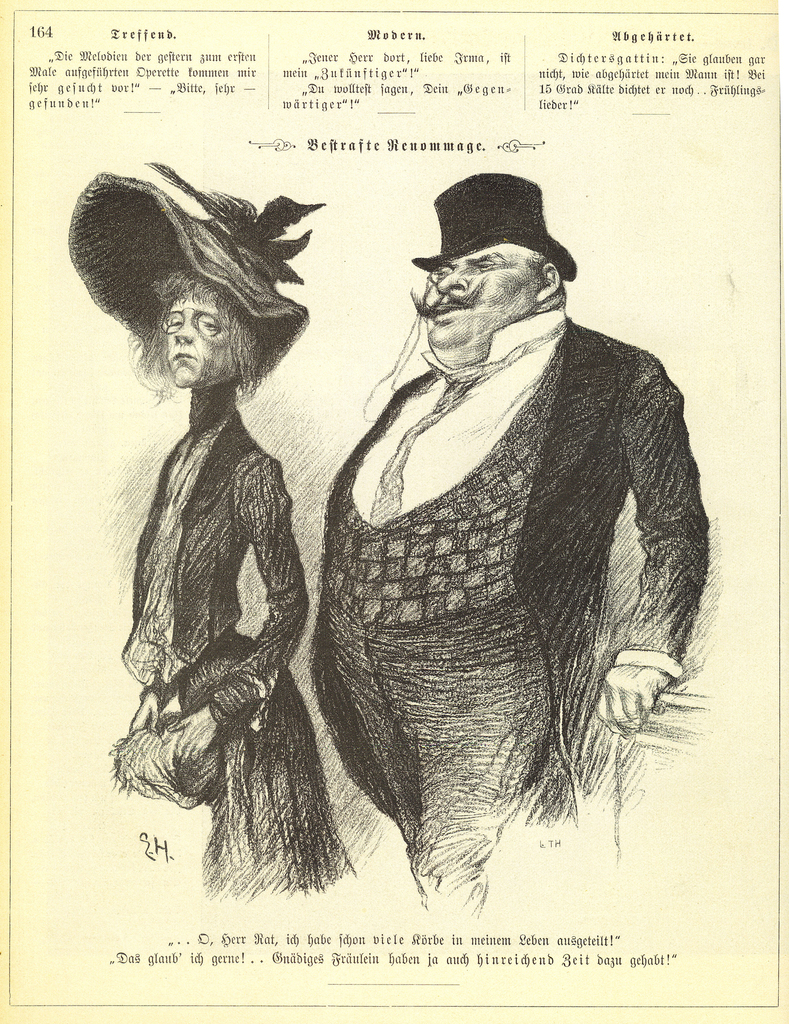 164
Treffend.
„Die Melodien der gestern zum ersten
Male aufgeführten Operette kommen mir
sehr gesucht vor!“ — „Bitte, sehr —
gefunden!“
Modern.
„Jener Herr dort, liebe Irma, ist
mein „Zukünftiger“!“
„Du wolltest sagen, Dein „Gegen-
wärtiger“!“
Abgehärtet.
Dichtersgattin: „Sie glauben gar
nicht, wie abgehärtet mein Mann ist! Bei
15 Grad Kälte dichtet er noch .. Frühlings-
lieder!“
Bestrafte Renommage.
E.H.
„.. O, Herr Rat, ich habe schon viele Körbe in meinem Leben ausgeteilt!“
„Das glaub' ich gerne! .. Gnädiges Fräulein haben ja auch hinreichend Zeit dazu gehabt!“